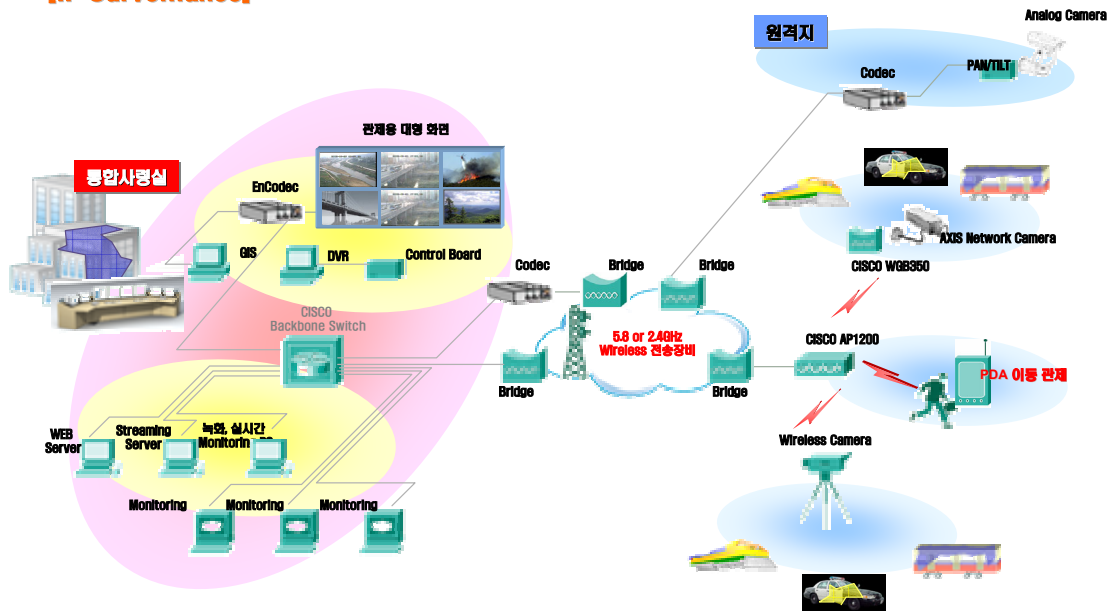 원격지
Analog Camera
PAN/TILT
Codec
관제용 대형 화면
통합사령실
EnCodec
GIS
DVR
Control Board
AXIS Network Camera
CISCO WGB350
Codec
Bridge
Bridge
CISCO
Backbone Switch
5.8 or 2.4GHz
Wireless 전송장비
CISCO AP1200
Bridge
Bridge
PDA 이동 관제
WEB
Server
Streaming
Server
녹화, 실시간
Wireless Camera
Monitoring
Monitoring
Monitoring